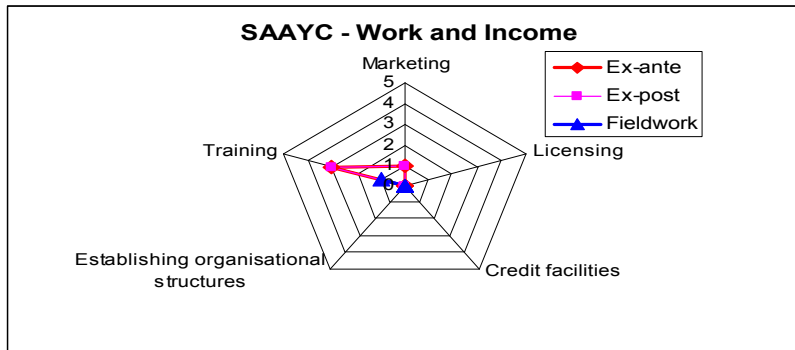 SAAYC - Work and Income
Marketing
Ex-ante
Ex-post
Fieldwork
5
4
3
2
1
0
Training
Licensing
Establishing organisational
structures
Credit facilities